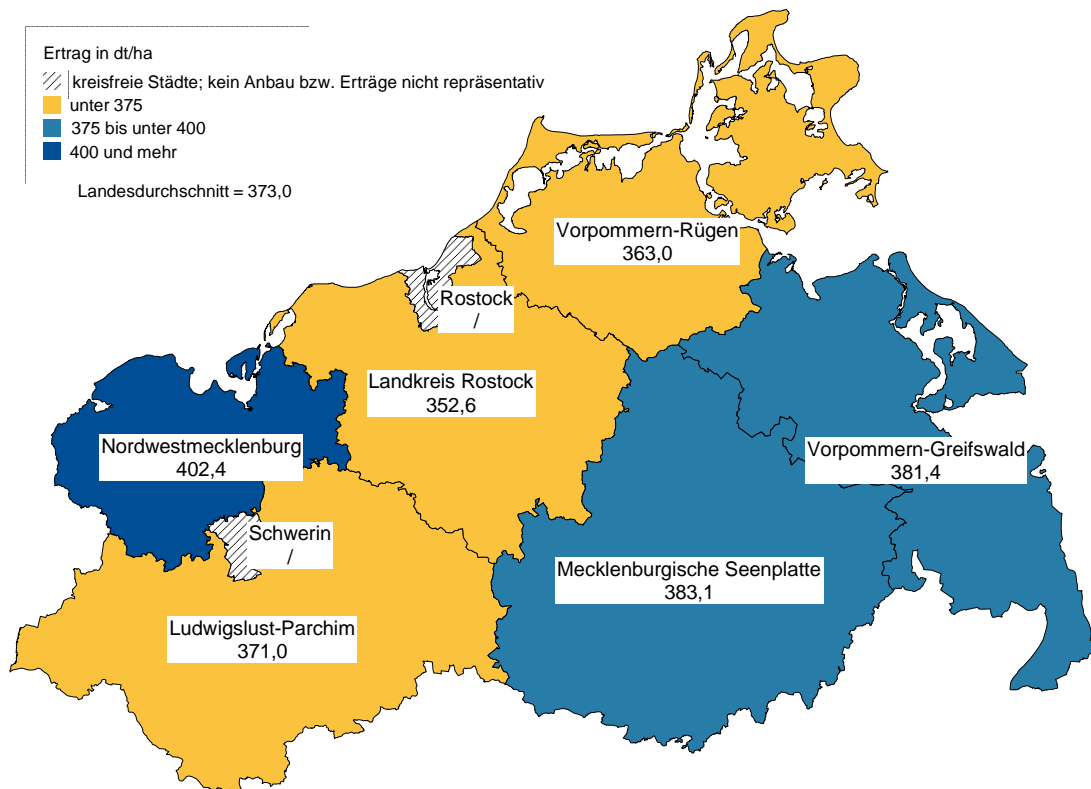 Ertrag in dt/ha
kreisfreie Städte; kein Anbau bzw. Erträge nicht repräsentativ
unter 375
375 bis unter 400
400 und mehr
Landesdurchschnitt = 373,0
Vorpommern-Rügen
363,0
Rostock
/
Landkreis Rostock
352,6
Nordwestmecklenburg
402,4
Vorpommern-Greifswald
381,4
Schwerin
/
Mecklenburgische Seenplatte
383,1
Ludwigslust-Parchim
371,0